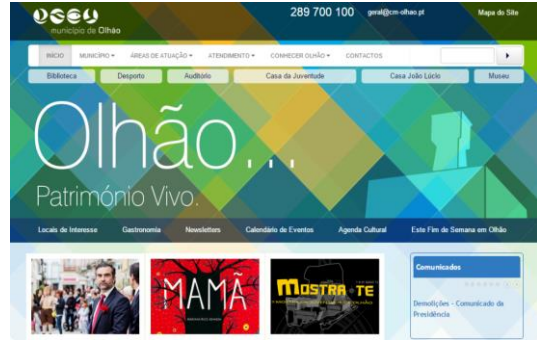 289 700 100 geral@cm-olhao.pt Mapa do Site
município de Olhão
INÍCIO MUNICÍPIO ÁREAS DE ATUAÇÃO ATENDIMENTO CONHECER OLHÃO CONTACTOS
Biblioteca Desporto Auditório Casa da Juventude Casa João Lúcio Museu
Olhão...
Património Vivo.
Locais de Interesse Gastronomia Newsletters Calendário de Eventos Agenda Cultural Este Fim de Semana em Olhão
Comunicados
MAMÃ
MOSTRA-TE
Demolições - Comunicado da
Presidência